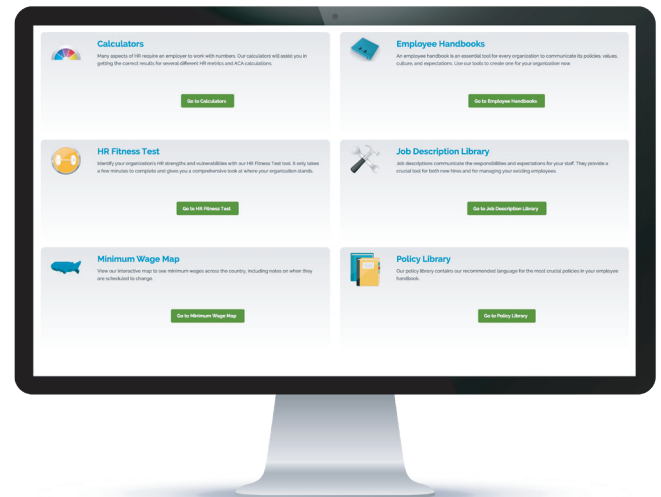 Calculators
Many aspects of HR require an employer to work with numbers. Our calculators will assist you in
getting the correct results for several different HR metrics and ACA calculations.
Go to Calculators
Employee Handbooks
An employee handbook is an essential tool for every organization to communicate its policies, values,
culture, and expectations. Use our tools to create one for your organization now.
Go to Employee Handbooks
HR Fitness Test
Identify your organization's HR strengths and vulnerabilities with our HR Fitness Test tool. It only takes
a few minutes to complete and gives you a comprehensive look at where your organization stands.
Go to HR Fitness Test
Job Description Library
Job descriptions communicate the responsibilities and expectations for your staff. They provide a
crucial tool for both new hires and for managing your existing employees.
Go to Job Description Library
Minimum Wage Map
View our interactive map to see minimum wages across the country, including notes on when they
are scheduled to change.
Go to Minimum Wage Map
Policy Library
Our policy library contains our recommended language for the most crucial policies in your employee
handbook.
Go to Policy Library